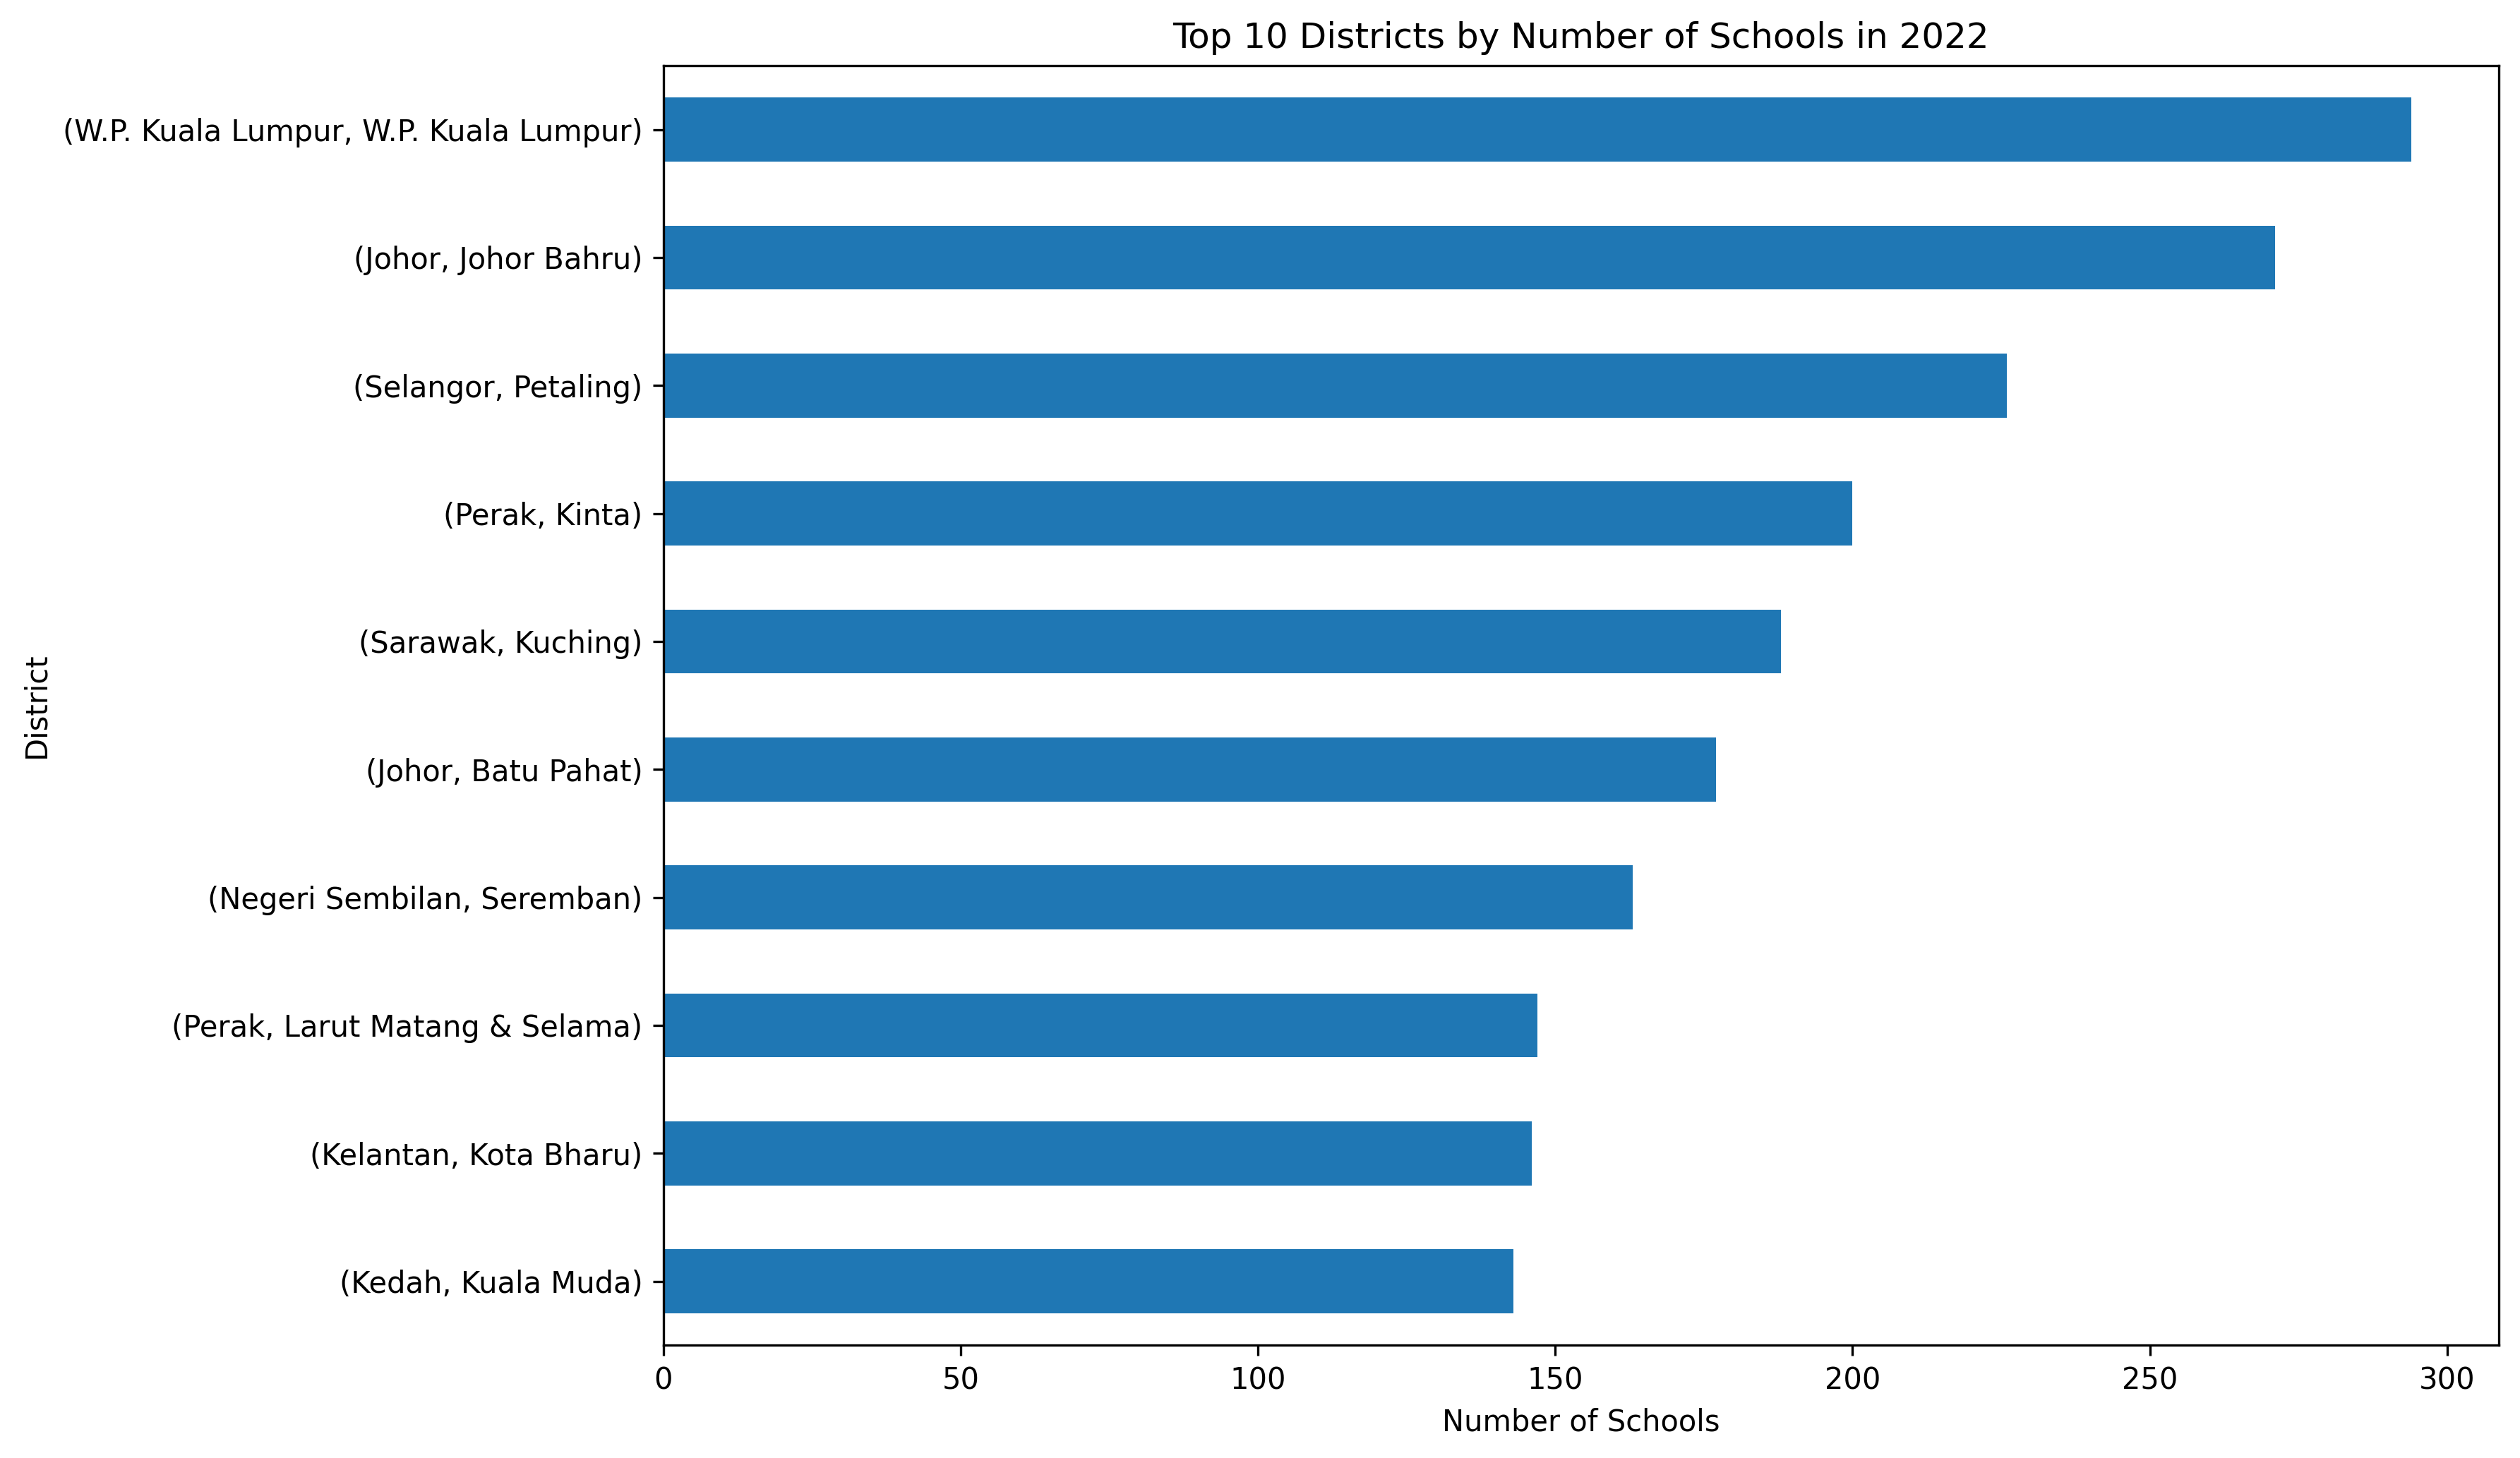 Top 10 Districts by Number of Schools in 2022
District
(W.P. Kuala Lumpur, W.P. Kuala Lumpur)
(Johor, Johor Bahru)
(Selangor, Petaling)
(Perak, Kinta)
(Sarawak, Kuching)
(Johor, Batu Pahat)
(Negeri Sembilan, Seremban)
(Perak, Larut Matang & Selama)
(Kelantan, Kota Bharu)
(Kedah, Kuala Muda)
0 50 100 150 200 250 300
Number of Schools